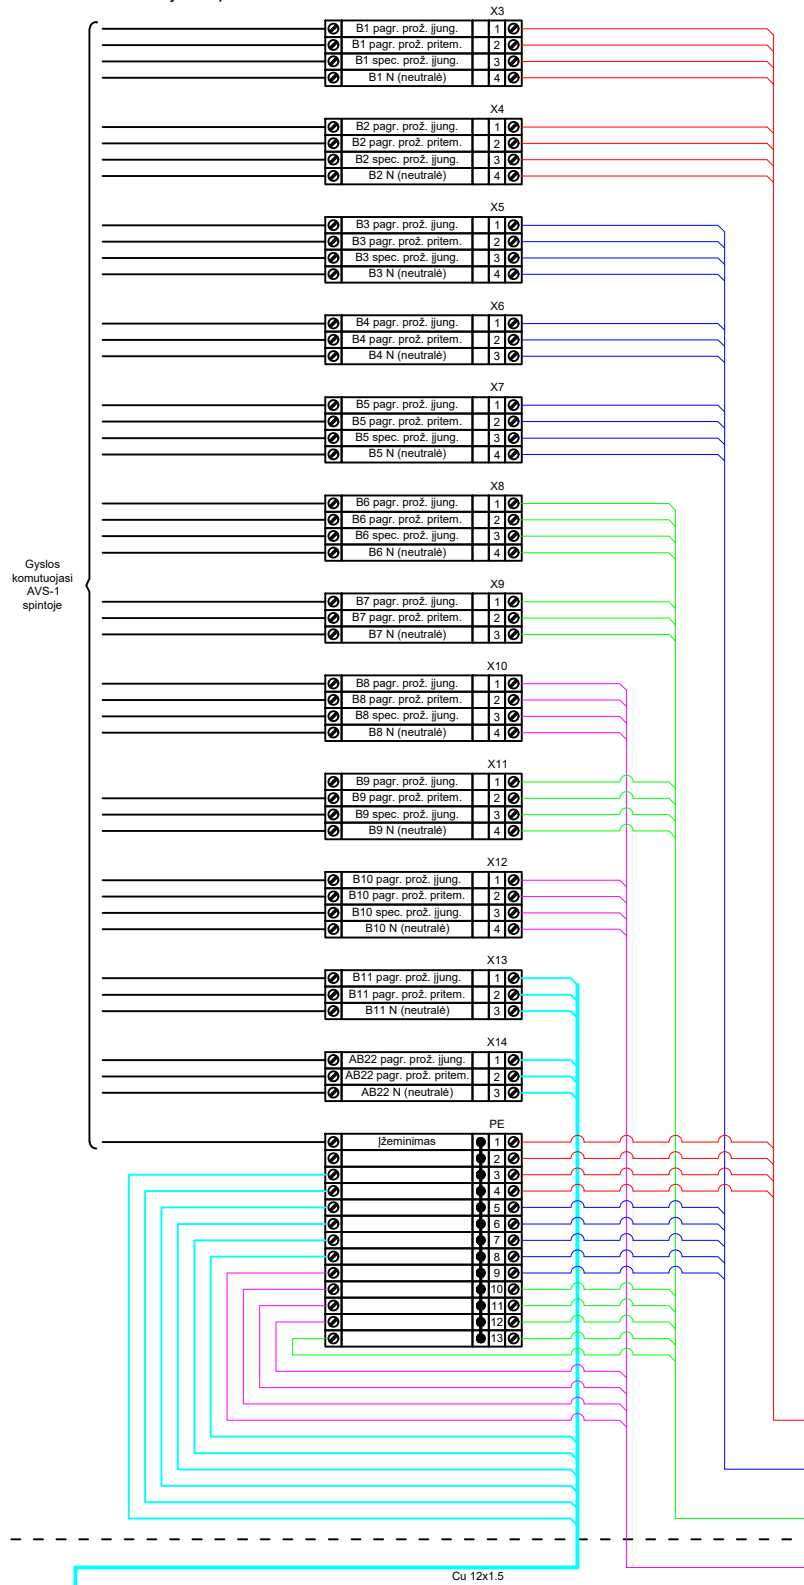 X3
B1 pagr. prož. įjung. 1
B1 pagr. prož. pritem. 2
B1 spec. prož. įjung. 3
B1 N (neutralė) 4
X4
B2 pagr. prož. įjung. 1
B2 pagr. prož. pritem. 2
B2 spec. prož. įjung. 3
B2 N (neutralė) 4
X5
B3 pagr. prož. įjung. 1
B3 pagr. prož. pritem. 2
B3 spec. prož. įjung. 3
B3 N (neutralė) 4
X6
B4 pagr. prož. įjung. 1
B4 pagr. prož. pritem. 2
B4 N (neutralė) 3
X7
B5 pagr. prož. įjung. 1
B5 pagr. prož. pritem. 2
B5 spec. prož. įjung. 3
B5 N (neutralė) 4
X8
B6 pagr. prož. įjung. 1
B6 pagr. prož. pritem. 2
B6 spec. prož. įjung. 3
B6 N (neutralė) 4
Gyslos
komutuojasi
AVS-1
spintoje
X9
B7 pagr. prož. įjung. 1
B7 pagr. prož. pritem. 2
B7 N (neutralė) 3
X10
B8 pagr. prož. įjung. 1
B8 pagr. prož. pritem. 2
B8 spec. prož. įjung. 3
B8 N (neutralė) 4
X11
B9 pagr. prož. įjung. 1
B9 pagr. prož. pritem. 2
B9 spec. prož. įjung. 3
B9 N (neutralė) 4
X12
B10 pagr. prož. įjung. 1
B10 pagr. prož. pritem. 2
B10 spec. prož. įjung. 3
B10 N (neutralė) 4
X13
B11 pagr. prož. įjung. 1
B11 pagr. prož. pritem. 2
B11 N (neutralė) 3
X14
AB22 pagr. prož. įjung. 1
AB22 pagr. prož. pritem. 2
AB22 N (neutralė) 3
PE
Įžeminimas 1
2
3
4
5
6
7
8
9
10
11
12
13
Cu 12x1.5